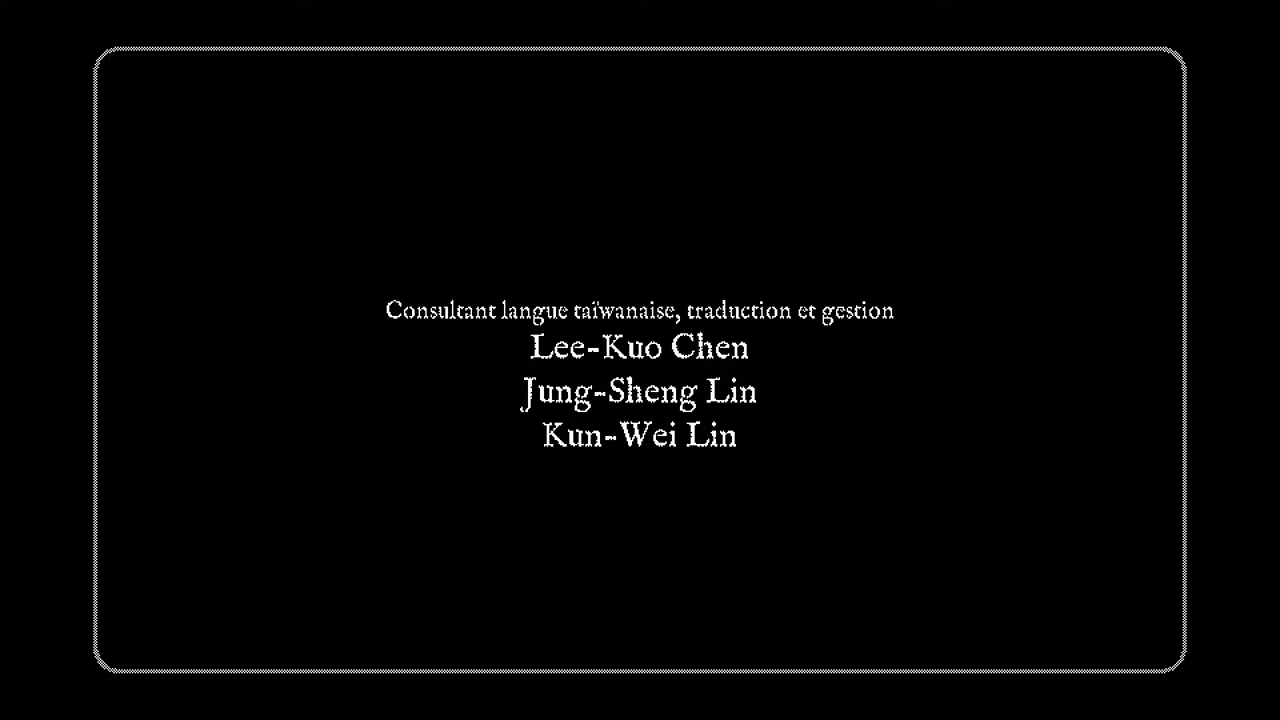 Consultant langue taïwanaise, traduction et gestion
Lee-Kuo Chen
Jung-Sheng Lin
Kun-Wei Lin